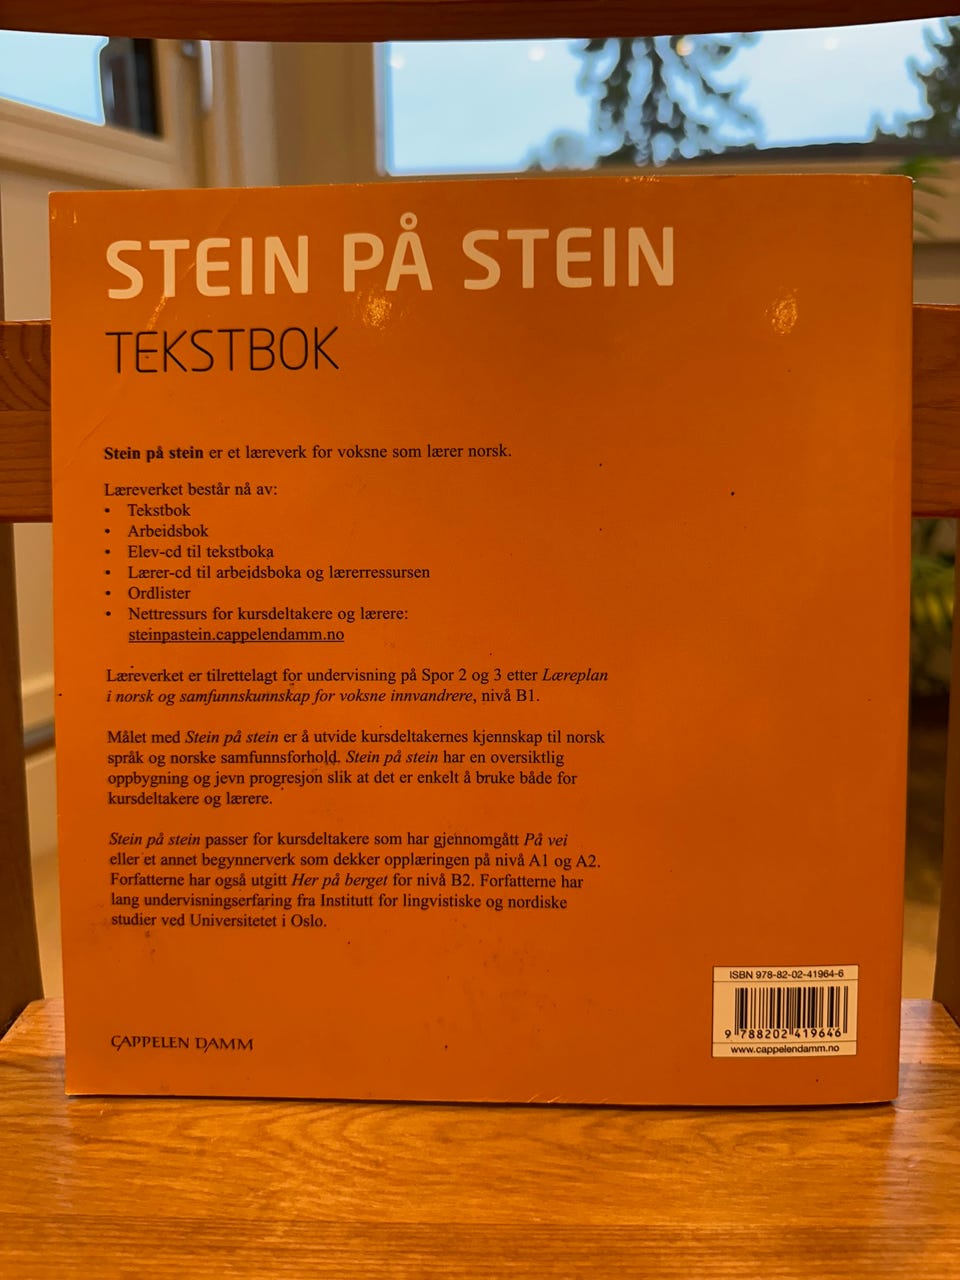 STEIN PÅ STEIN
TEKSTBOK
Stein på stein er et læreverk for voksne som lærer norsk.
Læreverket består nå av:
• Tekstbok
• Arbeidsbok
• Elev-cd til tekstboka
• Lærer-cd til arbeidsboka og lærerressursen
• Ordlister
• Nettressurs for kursdeltakere og lærere:
steinpastein.cappelendamm.no
Læreverket er tilrettelagt for undervisning på Spor 2 og 3 etter Læreplan
i norsk og samfunnskunnskap for voksne innvandrere, nivå B1.
Målet med Stein på stein er å utvide kursdeltakernes kjennskap til norsk
språk og norske samfunnsforhold. Stein på stein har en oversiktlig
oppbygning og jevn progresjon slik at det er enkelt å bruke både for
kursdeltakere og lærere.
Stein på stein passer for kursdeltakere som har gjennomgått På vei
eller et annet begynnerverk som dekker opplæringen på nivå A1 og A2.
Forfatterne har også utgitt Her på berget for nivå B2. Forfatterne har
lang undervisningserfaring fra Institutt for lingvistiske og nordiske
studier ved Universitetet i Oslo.
ISBN 978-82-02-41964-6
9 788202 419646
www.cappelendamm.no
CAPPELEN DAMM